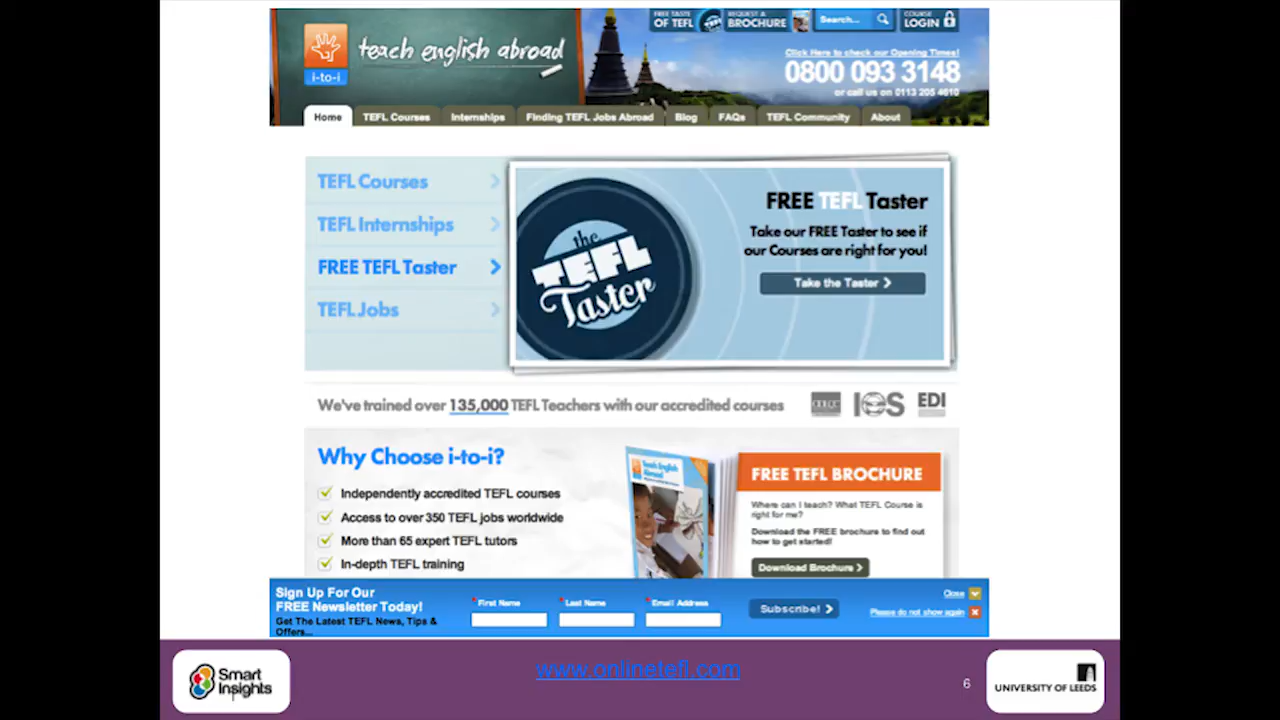 FREE TASTE
OF TEFL
REQUEST A
BROCHURE
Search...
COURSE
LOGIN
i-to-i
teach english abroad
Click Here to check our Opening Times!
0800 093 3148
or call us on 0113 205 4610
Home
TEFL Courses
Internships
Finding TEFL Jobs Abroad
Blog
FAQs
TEFL Community
About
TEFL Courses
TEFL Internships
FREE TEFL Taster
TEFL Jobs
the
TEFL
Taster
FREE TEFL Taster
Take our FREE Taster to see if
our Courses are right for you!
Take the Taster
We've trained over 135,000 TEFL Teachers with our accredited courses
EDI
Why Choose i-to-i?
Independently accredited TEFL courses
Access to over 350 TEFL jobs worldwide
More than 65 expert TEFL tutors
In-depth TEFL training
Teach English
Abroad
FREE TEFL BROCHURE
Where can I teach? What TEFL Course is
right for me?
Download the FREE brochure to find out
how to get started!
Download Brochure
Sign Up For Our
FREE Newsletter Today!
Get The Latest TEFL News, Tips &
Offers...
* First Name
* Last Name
* Email Address
Subscribe!
Close
Please do not show again
Smart
Insights
www.onlinetefl.com
6
UNIVERSITY OF LEEDS